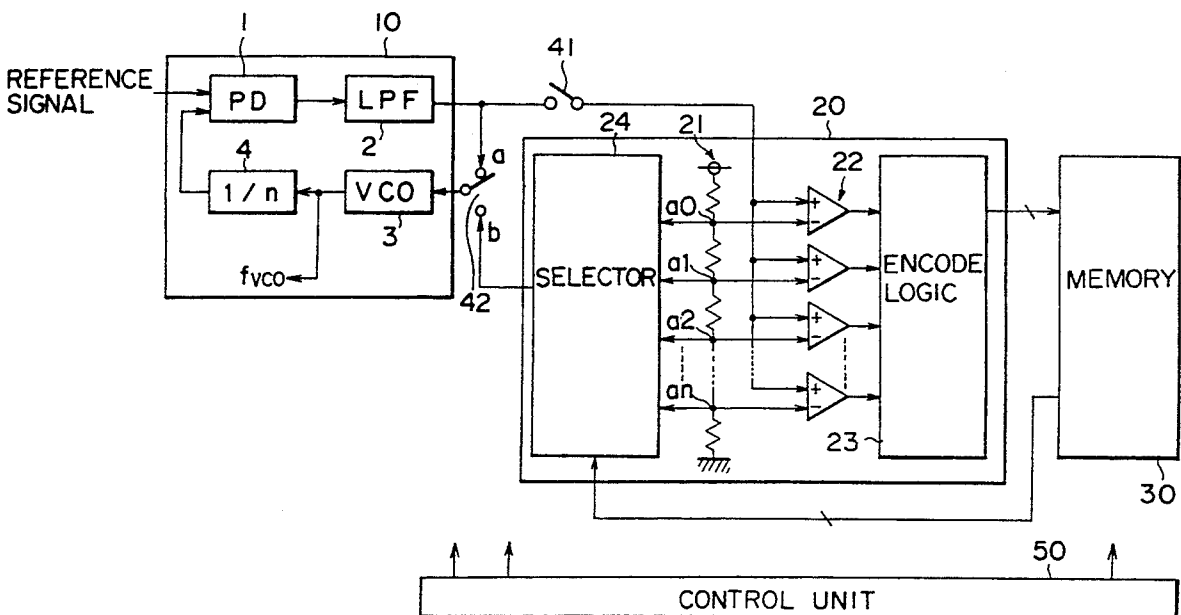 1
10
REFERENCE
SIGNAL
PD
LPF
2
4
1/n
VCO
3
fVCO
a
b
42
41
24
21
20
22
SELECTOR
a0
a1
a2
an
+
−
+
−
+
−
+
−
ENCODE
LOGIC
23
MEMORY
30
50
CONTROL UNIT